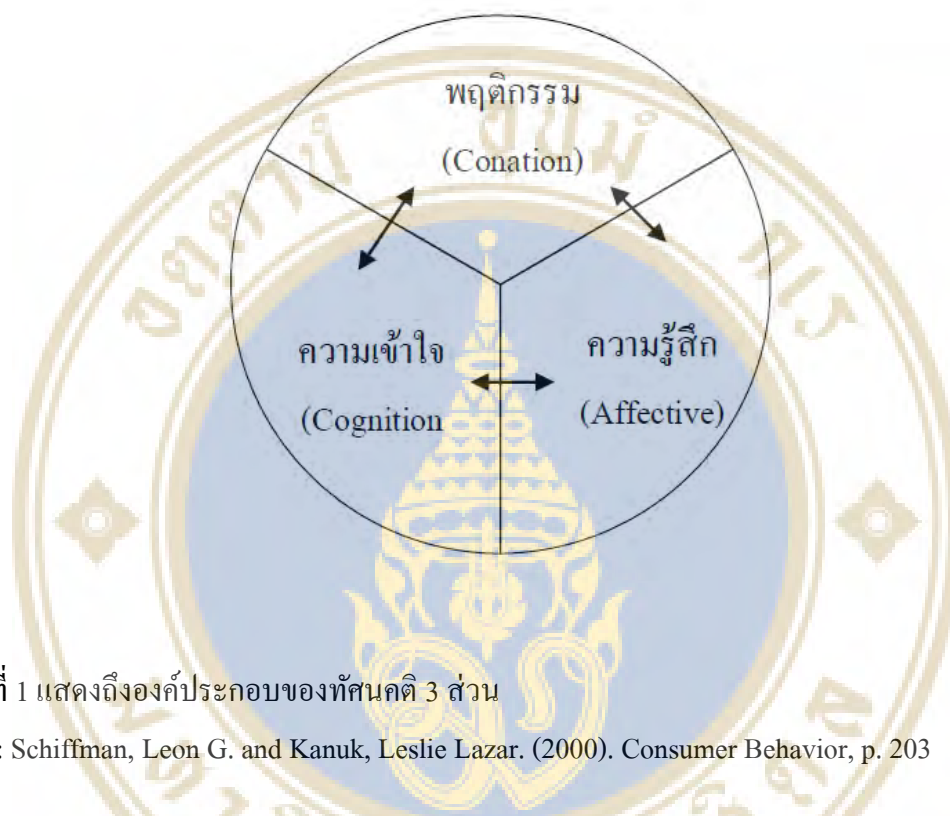 พฤติกรรม
(Conation)
ความเข้าใจ
(Cognition
ความรู้สึก
(Affective)
ที่ 1 แสดงถึงองค์ประกอบของทัศนคติ 3 ส่วน
: Schiffman, Leon G. and Kanuk, Leslie Lazar. (2000). Consumer Behavior, p. 203